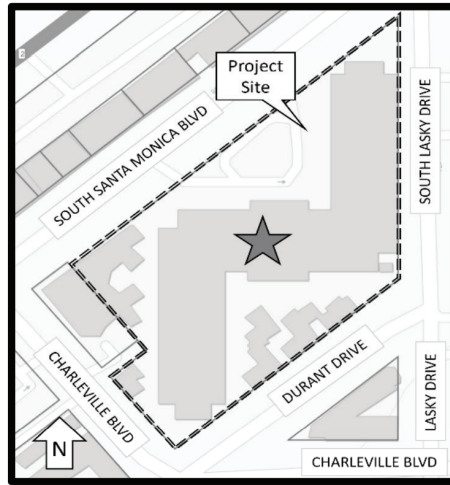 Project
Site
SOUTH SANTA MONICA BLVD
SOUTH LASKY DRIVE
CHARLEVILLE BLVD
DURANT DRIVE
LASKY DRIVE
N
CHARLEVILLE BLVD